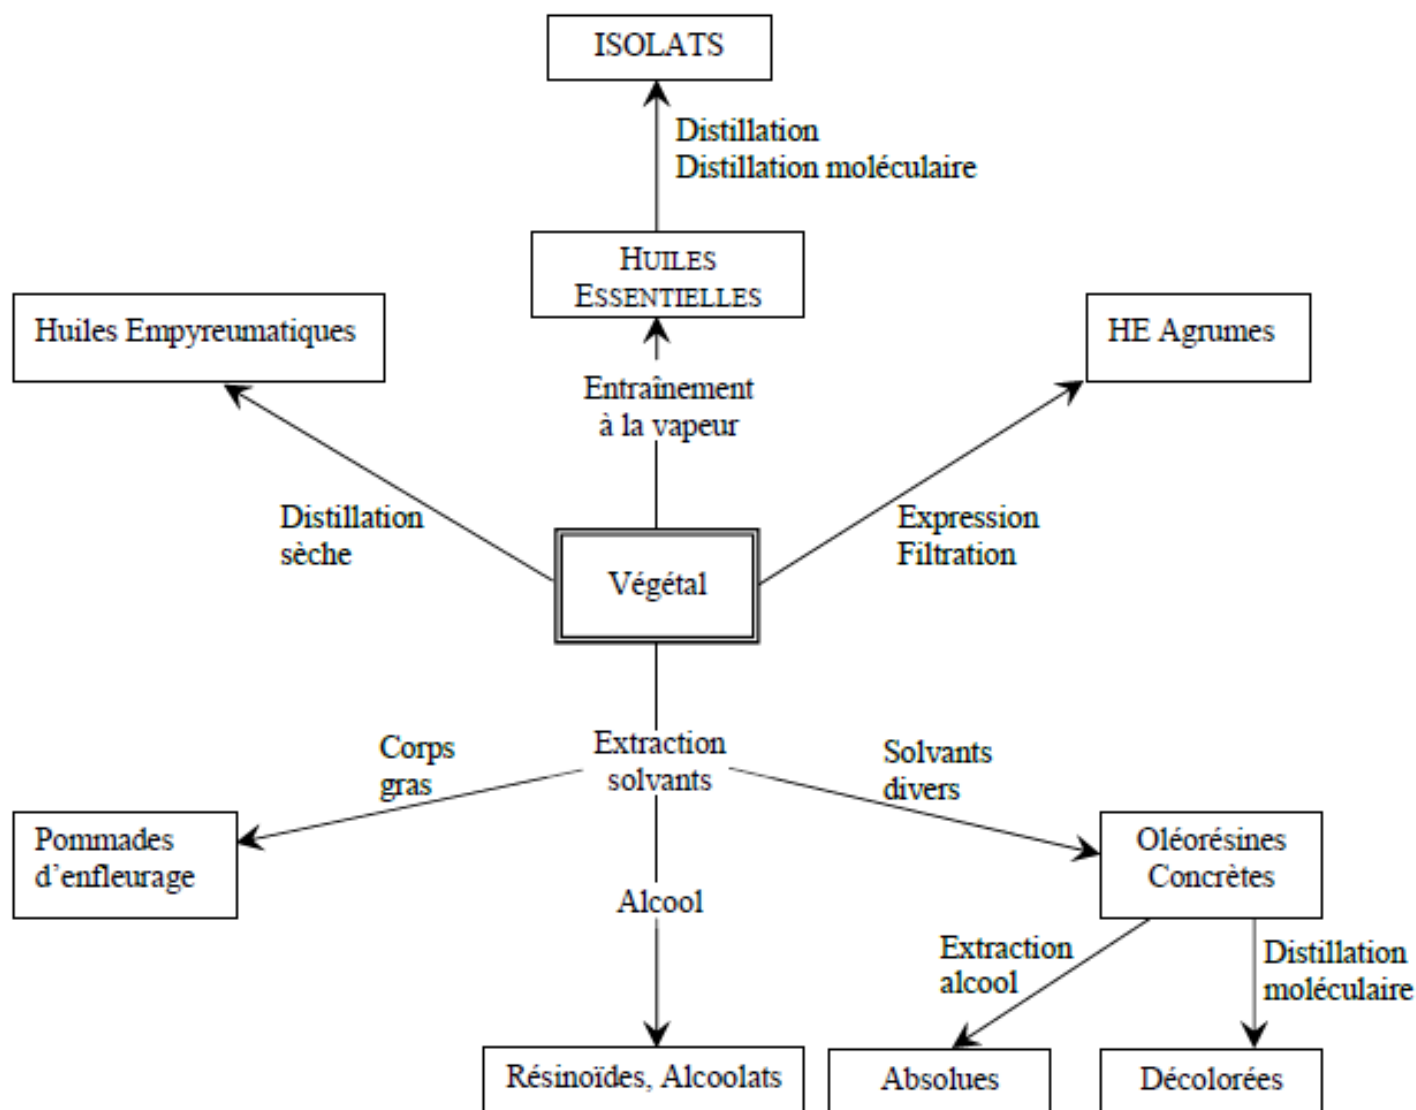 ISOLATS
Distillation
Distillation moléculaire
HUILES
ESSENTIELLES
Huiles Empyreumatiques
HE Agrumes
Entraînement
à la vapeur
Distillation
sèche
Expression
Filtration
Végétal
Corps
gras
Extraction
solvants
Solvants
divers
Pommades
d’enfleurage
Oléorésines
Concrètes
Alcool
Extraction
alcool
Distillation
moléculaire
Résinoïdes, Alcoolats
Absolues
Décolorées